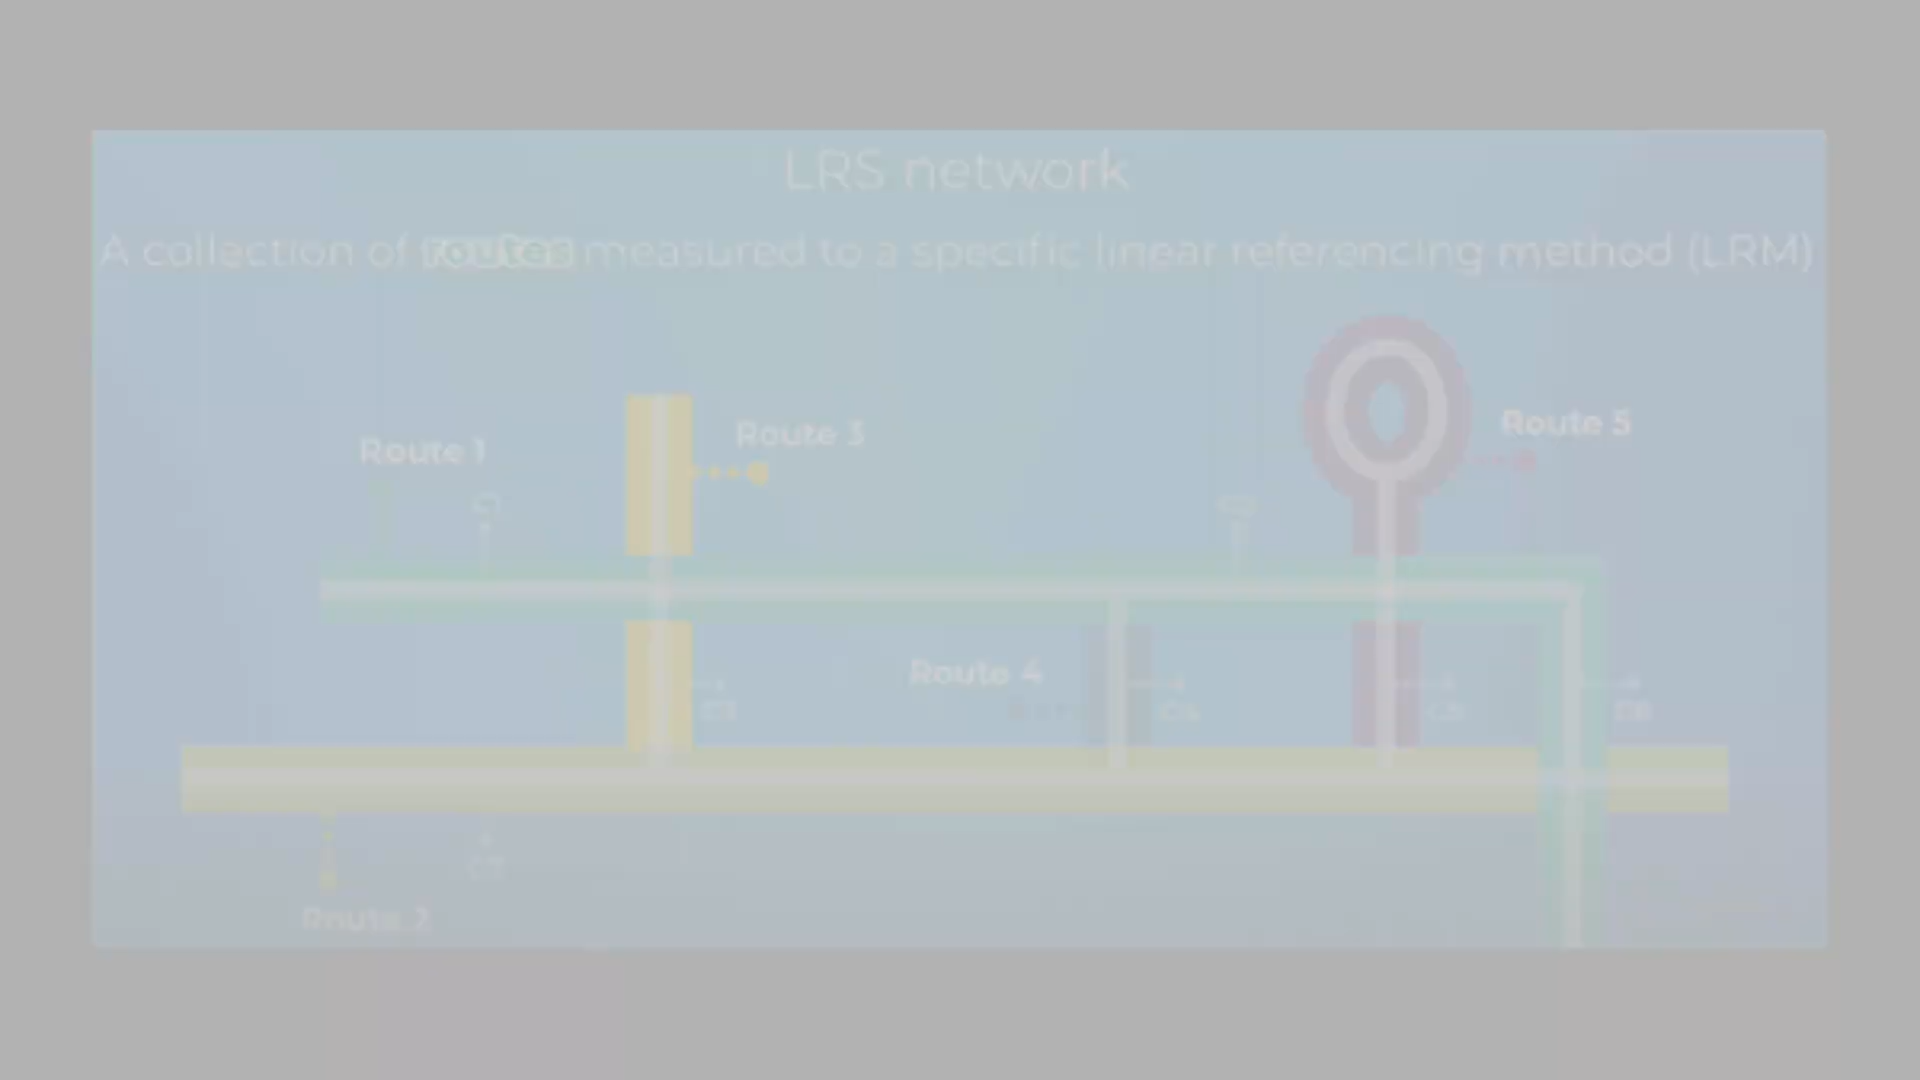 LRS network
A collection of routes measured to a specific linear referencing method (LRM)
Route 5
Route 3
Route 1
C1
Route 4
Route 2